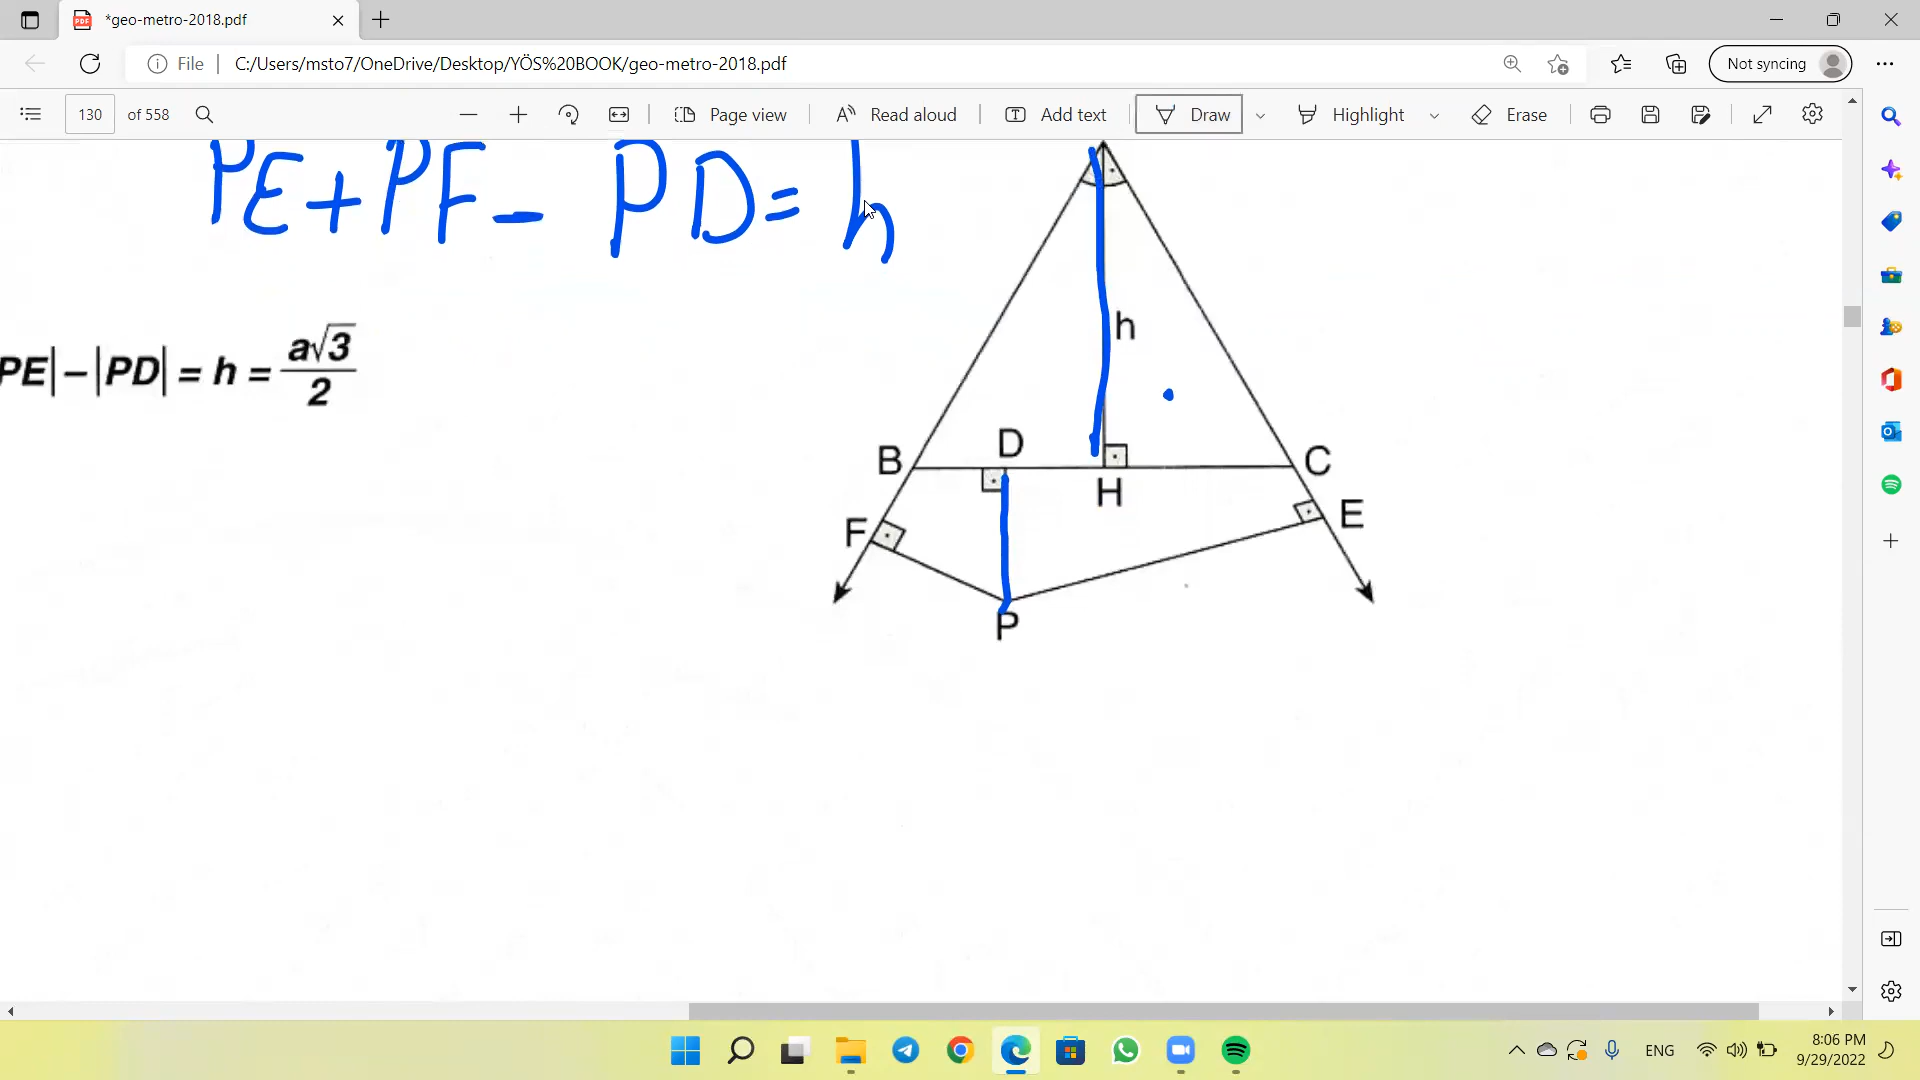 *geo-metro-2018.pdf
File
C:/Users/msto7/OneDrive/Desktop/YÖS%20BOOK/geo-metro-2018.pdf
Not syncing
130 of 558
Page view
Read aloud
Add text
Draw
Highlight
Erase
PE+PF-PD=h
PE|-|PD| = h = a√3/2
h
B
D
C
H
F
E
P
ENG
8:06 PM
9/29/2022